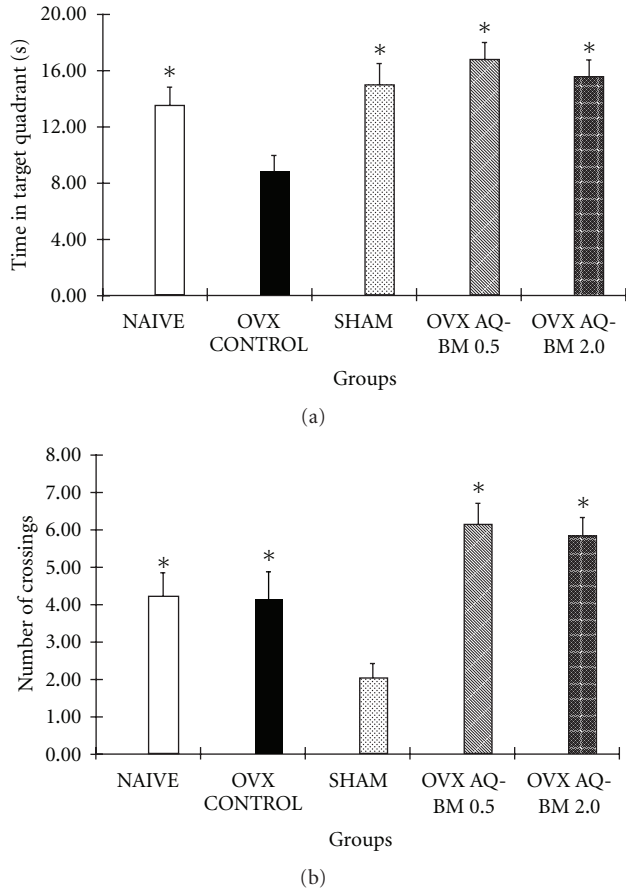 20.00
16.00
12.00
8.00
4.00
0.00
Time in target quadrant (s)
*
*
*
*
NAIVE
OVX
CONTROL
SHAM
OVX AQ-
BM 0.5
OVX AQ-
BM 2.0
Groups
(a)
8.00
7.00
6.00
5.00
4.00
3.00
2.00
1.00
0.00
Number of crossings
*
*
*
*
NAIVE
OVX
CONTROL
SHAM
OVX AQ-
BM 0.5
OVX AQ-
BM 2.0
Groups
(b)